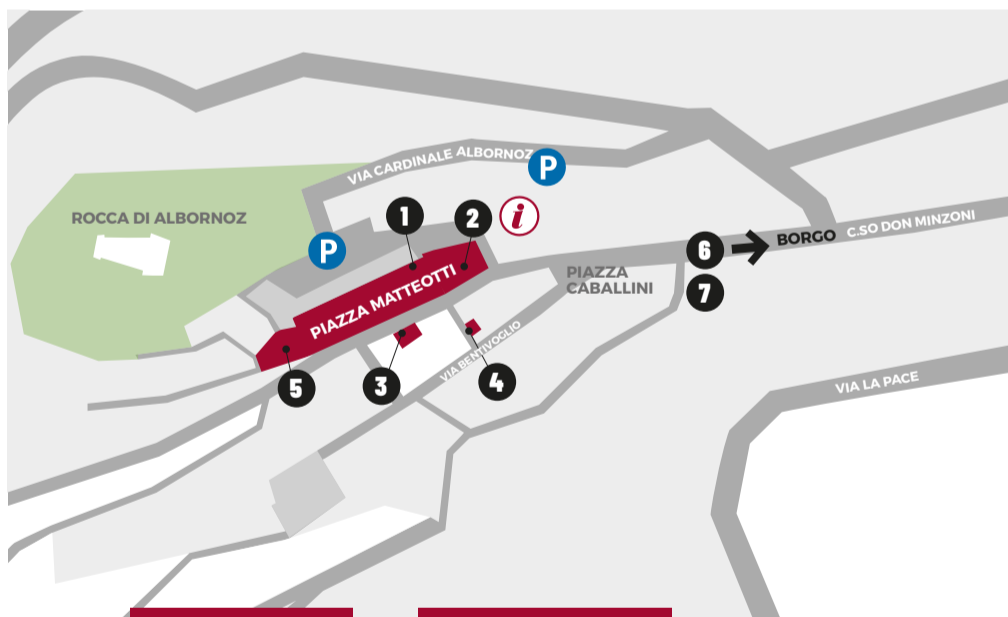 VIA CARDINALE ALBORNOZ
P
ROCCA DI ALBORNOZ
1
2
i
P
PIAZZA MATTEOTTI
6
BORGO
C.SO DON MINZONI
PIAZZA
CABALLINI
7
3
4
5
VIA BENTIVOGLIO
VIA LA PACE